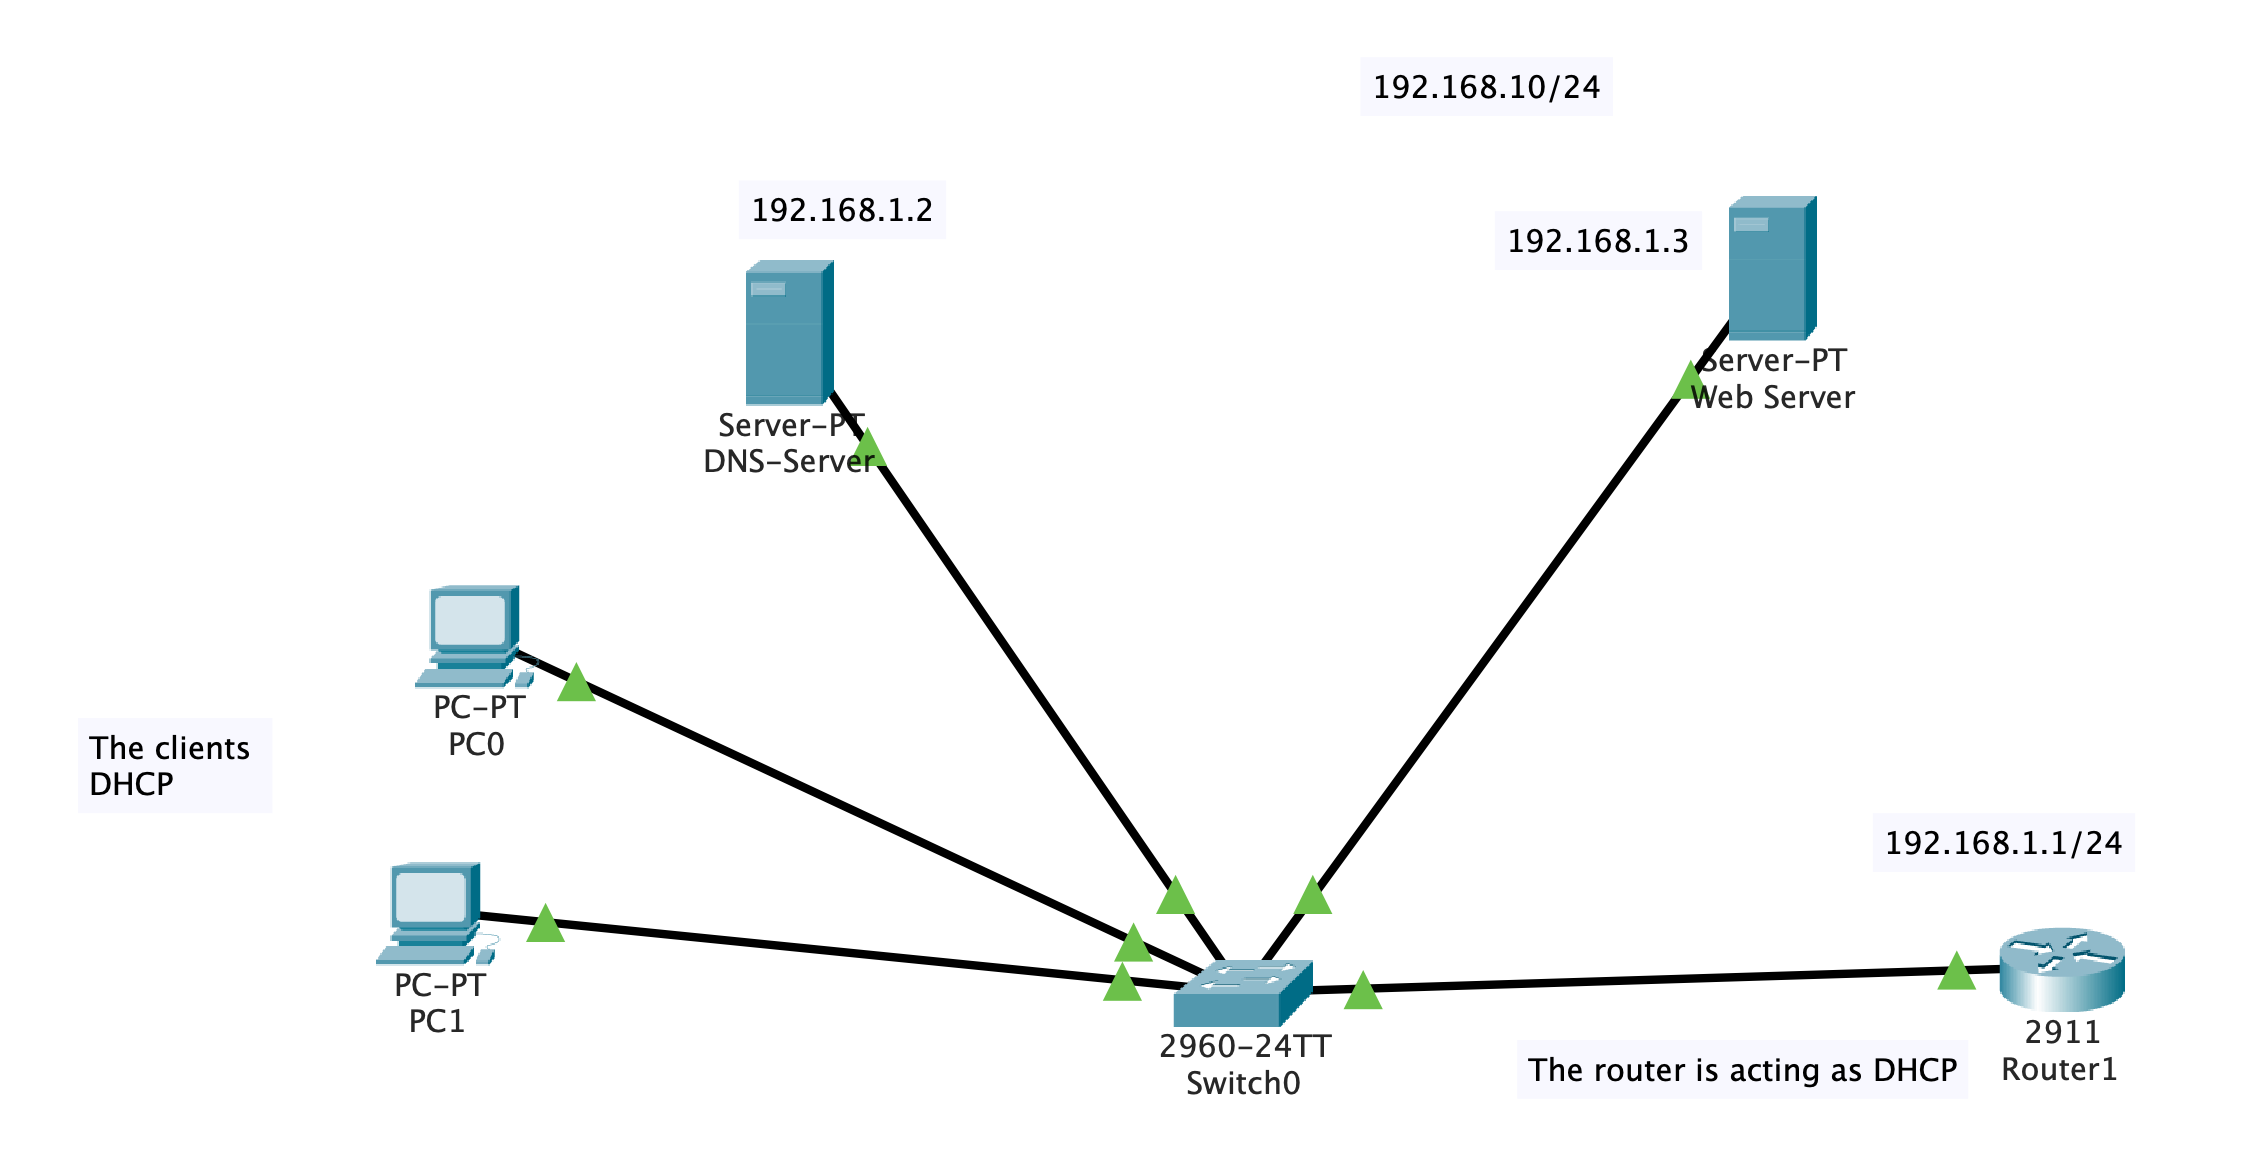 192.168.10/24
192.168.1.2
192.168.1.3
Server-PT
Web Server
Server-PT
DNS-Server
PC-PT
PC0
The clients
DHCP
192.168.1.1/24
PC-PT
PC1
2960-24TT
Switch0
The router is acting as DHCP
2911
Router1